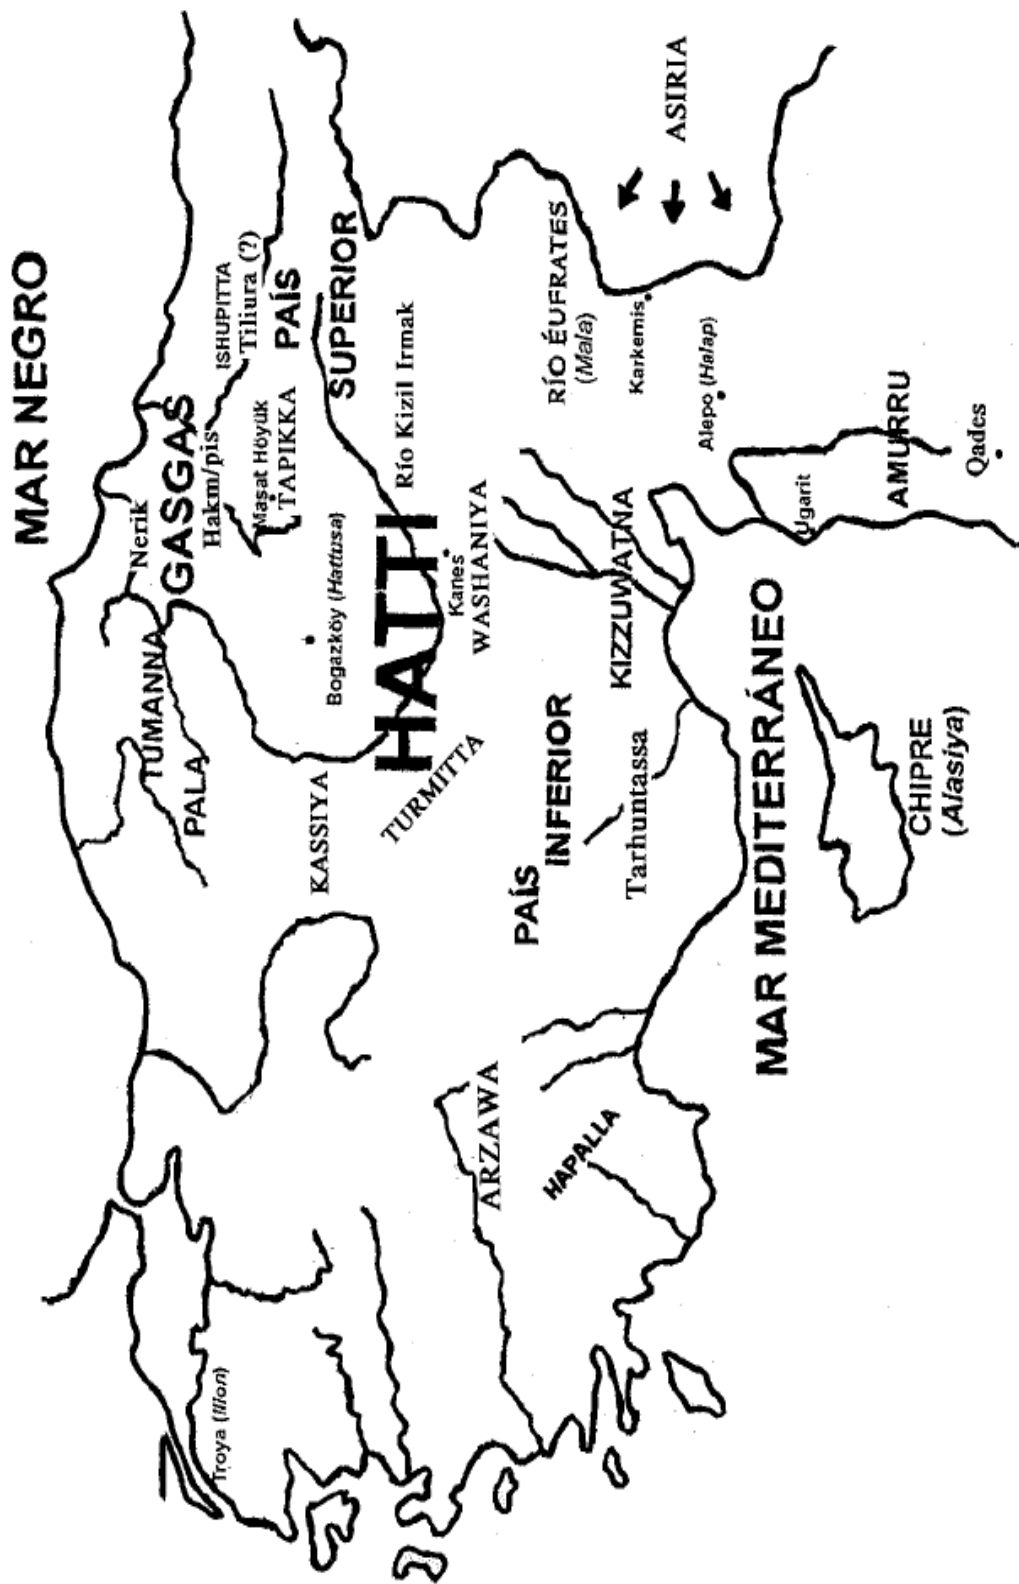 MAR NEGRO
GASGAS
Nerik
Hakm/pis
ISHUPITTA
Tiliura (?)
TUMANNA
PALA
Maşat Höyük
TAPIKKA
PAÍS
SUPERIOR
Troya (Ilion)
KASSIYA
Bogazköy (Hattusa)
HATTI
TURMITTA
Kanes
WASHANIYA
Río Kizil Irmak
ARZAWA
HAPALLA
PAÍS
INFERIOR
Tarhuntassa
KIZZUWATNA
RÍO ÉUFRATES
(Mala)
Karkemis
ASIRIA
Alepo (Halap)
MAR MEDITERRÁNEO
Ugarit
AMURRU
Qades
CHIPRE
(Alasiya)